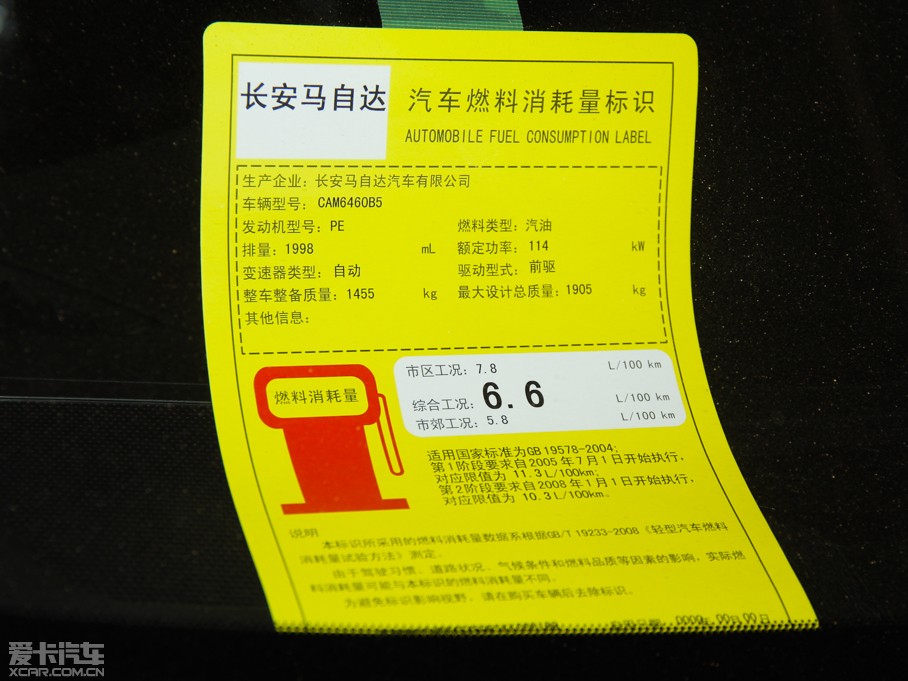 长安马自达
汽车燃料消耗量标识
AUTOMOBILE FUEL CONSUMPTION LABEL
生产企业：长安马自达汽车有限公司
车辆型号：CAM6460B5
发动机型号：PE 燃料类型：汽油
排量：1998 mL 额定功率：114 kW
变速器类型：自动 驱动型式：前驱
整车整备质量：1455 kg 最大设计总质量：1905 kg
其他信息：
燃料消耗量
市区工况：7.8 L/100 km
综合工况：6.6 L/100 km
市郊工况：5.8 L/100 km
适用国家标准为GB 19578-2004;
第1阶段要求自2005年7月1日开始执行,
对应限值为 11.3L/100km;
第2阶段要求自2008年1月1日开始执行,
对应限值为 10.3L/100km。
说明
本标识所采用的燃料消耗量数据系根据GB/T 19233-2008《轻型汽车燃料
消耗量试验方法》测定。
由于驾驶习惯、道路状况、气候条件和燃料品质等因素的影响，实际燃
料消耗量可能与本标识的燃料消耗量不同。
为避免标识影响视野，请在购买车辆后去除标识。
爱卡汽车
XCAR.COM.CN